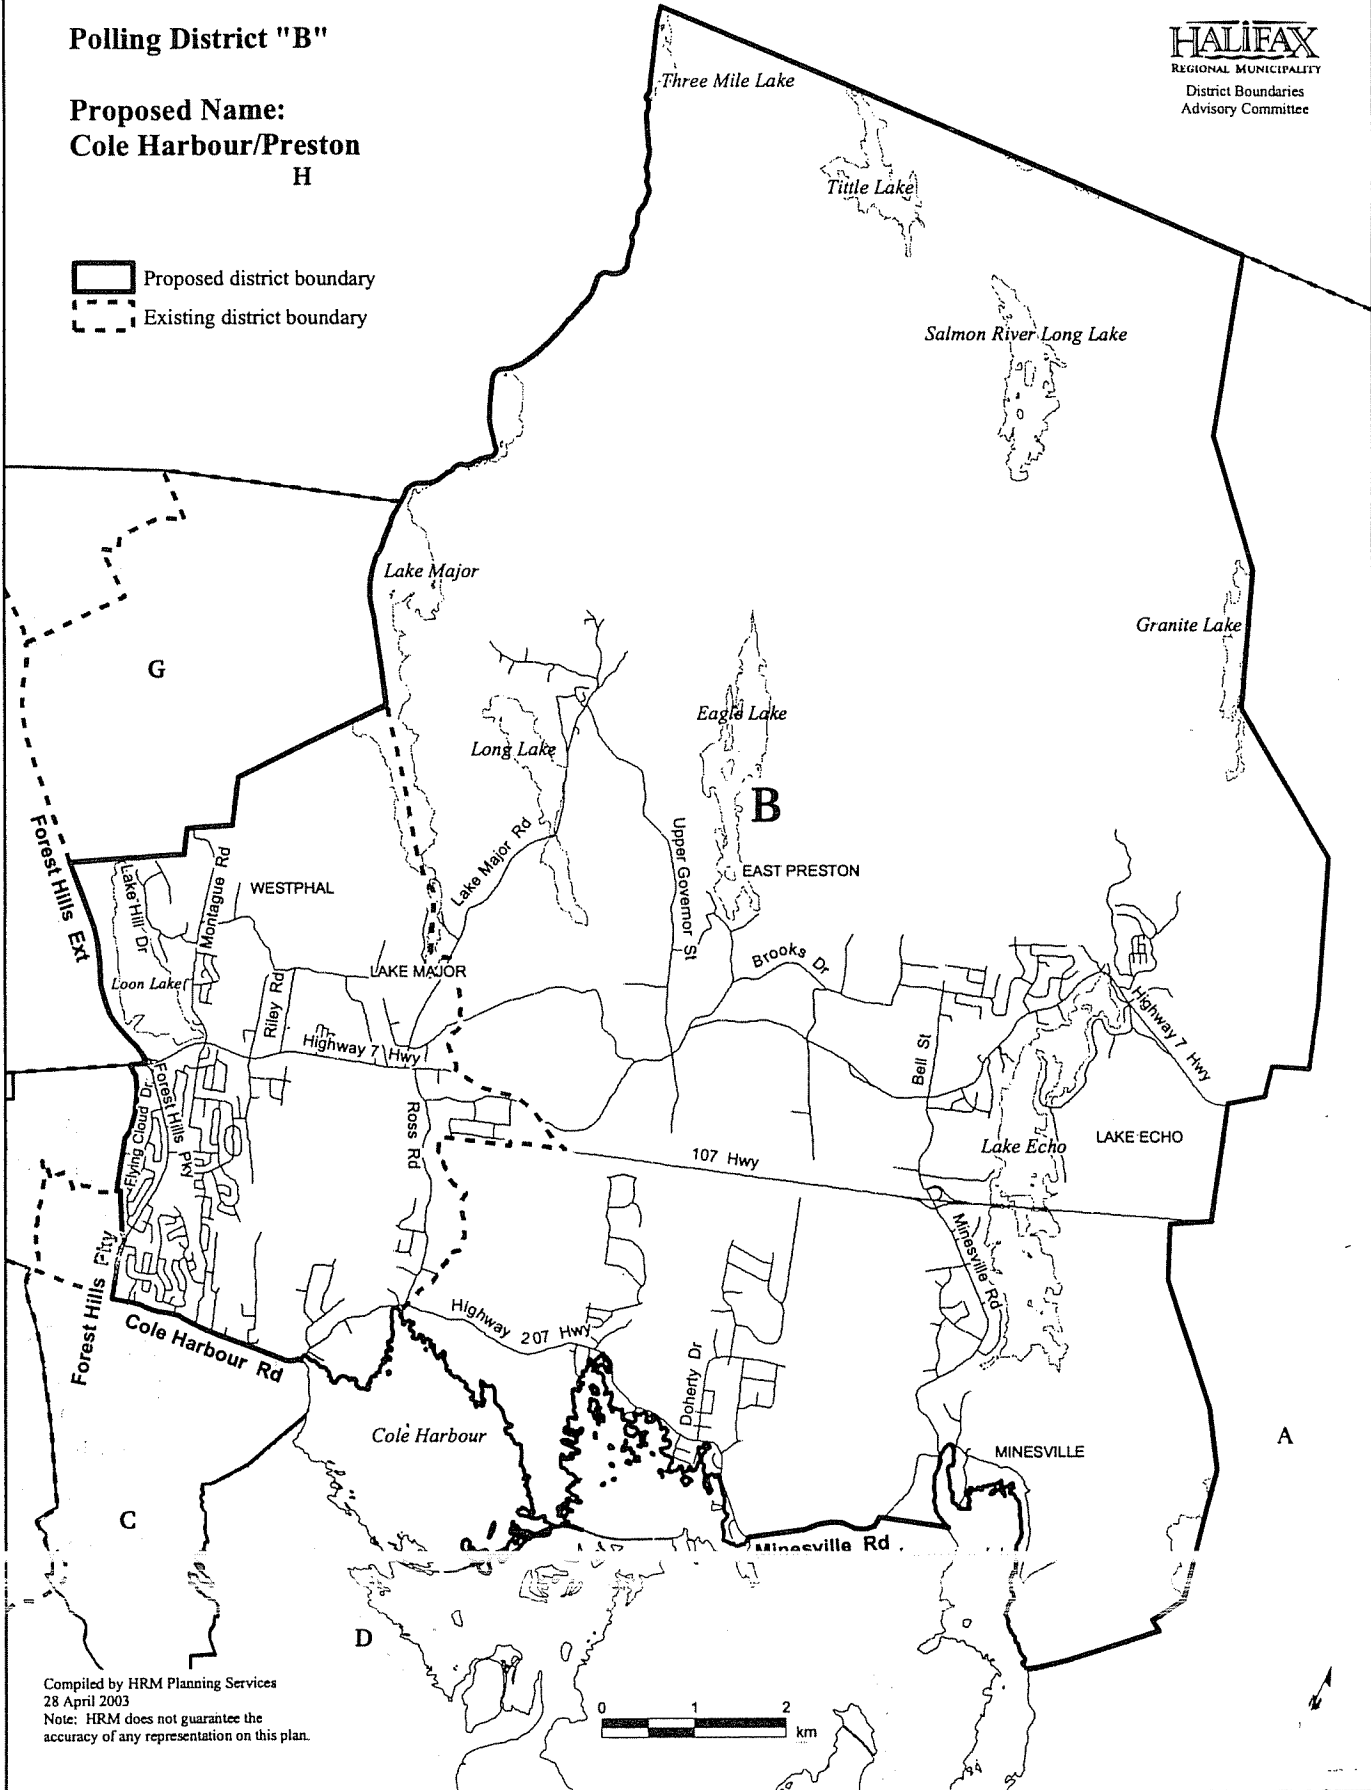 Polling District "B"
Proposed Name:
Cole Harbour/Preston
H
HALIFAX
REGIONAL MUNICIPALITY
District Boundaries
Advisory Committee
Proposed district boundary
Existing district boundary
Three Mile Lake
Tittle Lake
Salmon River Long Lake
Lake Major
Granite Lake
G
Eagle Lake
Long Lake
B
Forest Hills Ext
Lake Major Rd
Upper Governor St
EAST PRESTON
Lake Hill Dr
Montague Rd
WESTPHAL
Loon Lake
Riley Rd
LAKE MAJOR
Brooks Dr
Highway 7 Hwy
Highway 7 Hwy
Bell St
Flying Cloud Dr
Forest Hills Pky
Ross Rd
107 Hwy
Lake Echo
LAKE ECHO
Minesville Rd
Forest Hills Pky
Cole Harbour Rd
Highway 207 Hwy
Doherty Dr
Cole Harbour
MINESVILLE
A
C
Minesville Rd
D
Compiled by HRM Planning Services
28 April 2003
Note: HRM does not guarantee the
accuracy of any representation on this plan.
0 1 2
km